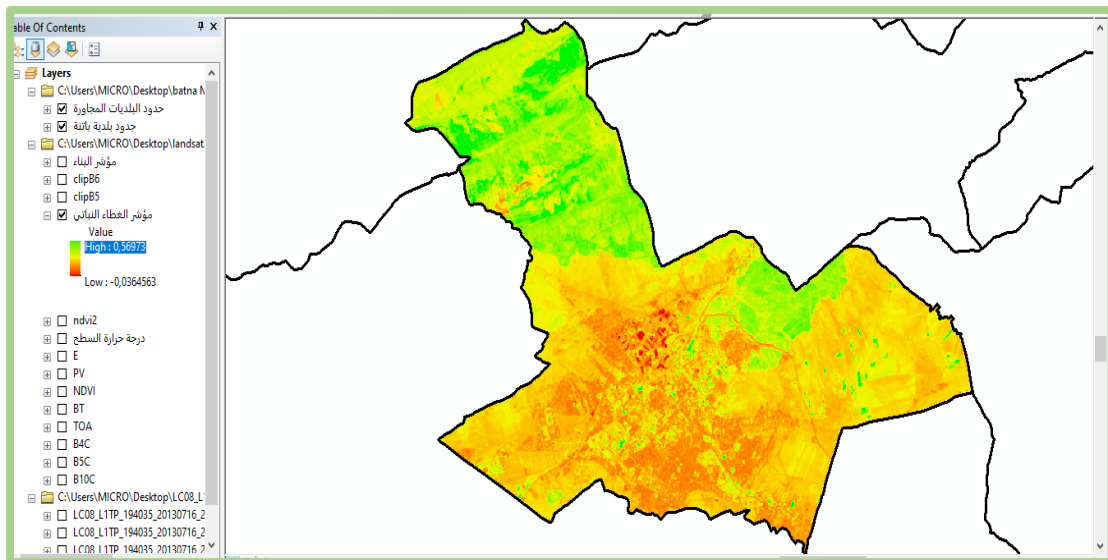 able Of Contents
Layers
C:\Users\MICRO\Desktop\batna M
حدود البلديات المجاورة
جدود بلدية باتنة
C:\Users\MICRO\Desktop\landsat
مؤشر البناء
clipB6
clipB5
مؤشر الغطاء النباتي
Value
High : 0,56973
Low : -0,0364563
ndvi2
درجة حرارة السطح
E
PV
NDVI
BT
TOA
B4C
B5C
B10C
C:\Users\MICRO\Desktop\LC08_L1
LC08_L1TP_194035_20130716_2
LC08_L1TP_194035_20130716_2
LC08_L1TP_194035_20130716_2